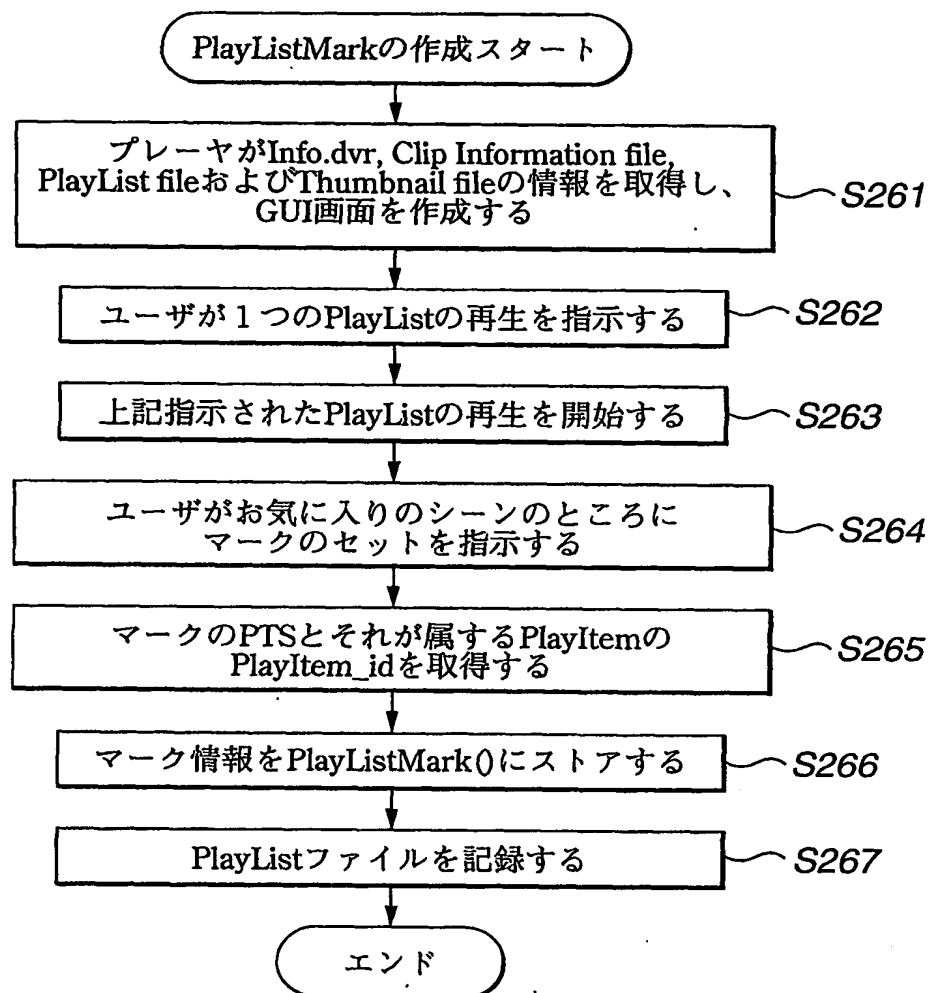 PlayListMarkの作成スタート
プレーヤがInfo.dvr, Clip Information file,
PlayList fileおよびThumbnail fileの情報を取得し、
GUI画面を作成する
S261
ユーザが１つのPlayListの再生を指示する
S262
上記指示されたPlayListの再生を開始する
S263
ユーザがお気に入りのシーンのところに
マークのセットを指示する
S264
マークのPTSとそれが属するPlayItemの
PlayItem_idを取得する
S265
マーク情報をPlayListMark()にストアする
S266
PlayListファイルを記録する
S267
エンド